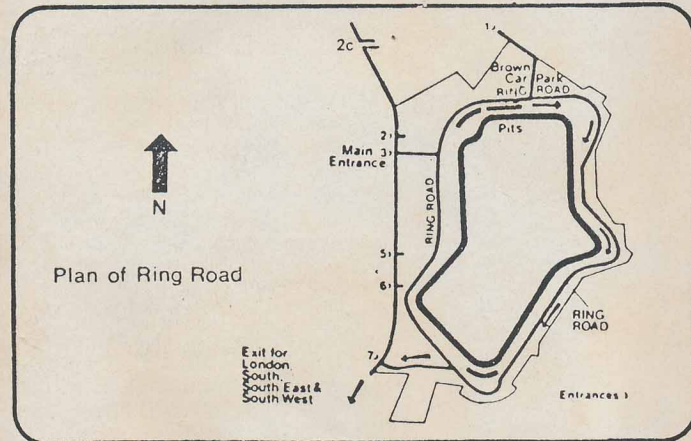 1)
2c
Brown
Car Park
RING ROAD
Pits
2)
Main 3)
Entrance
RING ROAD
N
5)
Plan of Ring Road
6)
RING
ROAD
7)
Exit for
London,
South,
South East &
South West
Entrances )